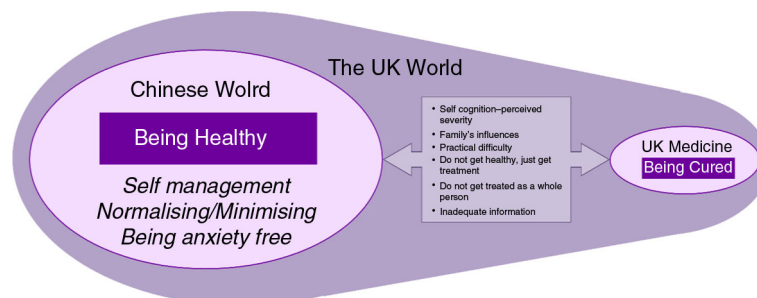 The UK World
Chinese Wolrd
Being Healthy
Self management
Normalising/Minimising
Being anxiety free
• Self cognition–perceived
severity
• Family's influences
• Practical difficulty
• Do not get healthy, just get
treatment
• Do not get treated as a whole
person
• Inadequate information
UK Medicine
Being Cured